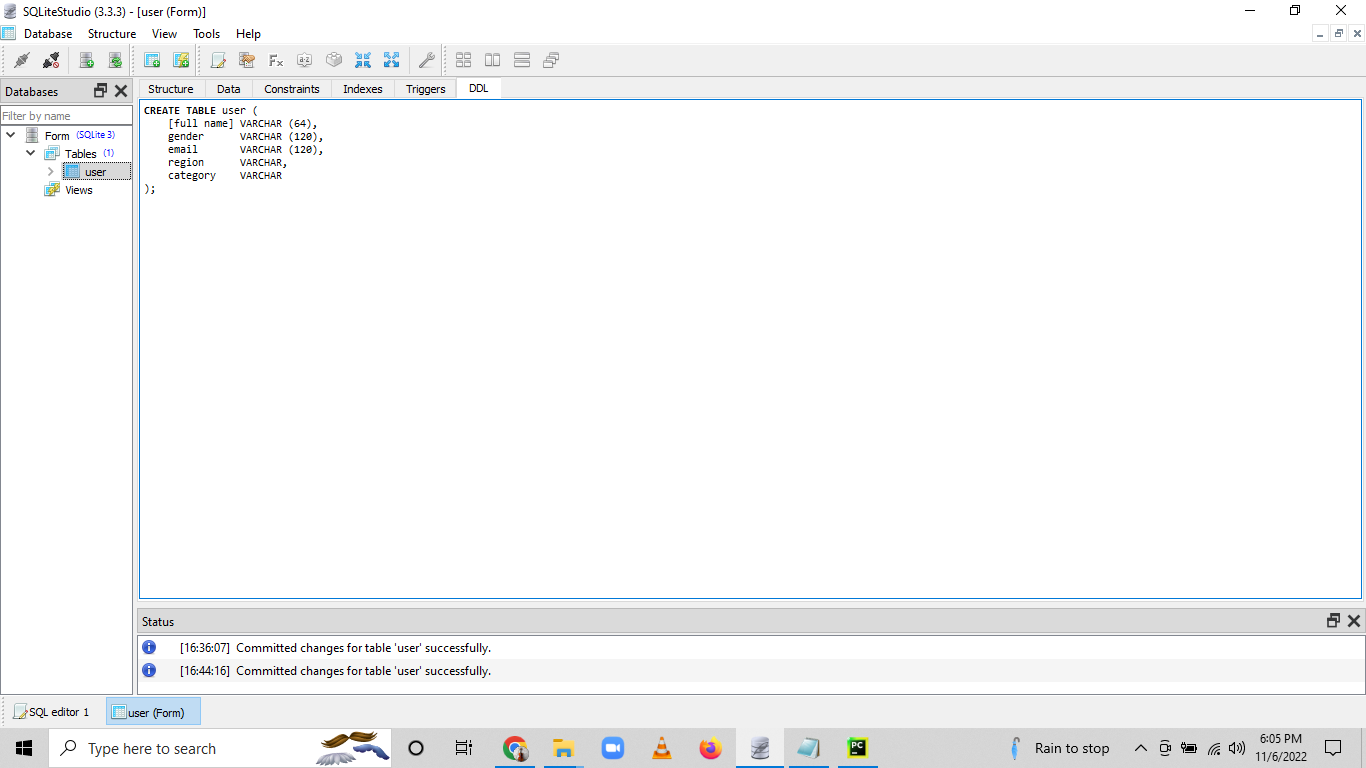 SQLiteStudio (3.3.3) - [user (Form)]
Database Structure View Tools Help
Databases
Filter by name
Form (SQLite 3)
Tables (1)
user
Views
Structure Data Constraints Indexes Triggers DDL
CREATE TABLE user (
[full name] VARCHAR (64),
gender VARCHAR (120),
email VARCHAR (120),
region VARCHAR,
category VARCHAR
);
Status
[16:36:07] Committed changes for table 'user' successfully.
[16:44:16] Committed changes for table 'user' successfully.
SQL editor 1 user (Form)
Type here to search
PC
Rain to stop
6:05 PM
11/6/2022